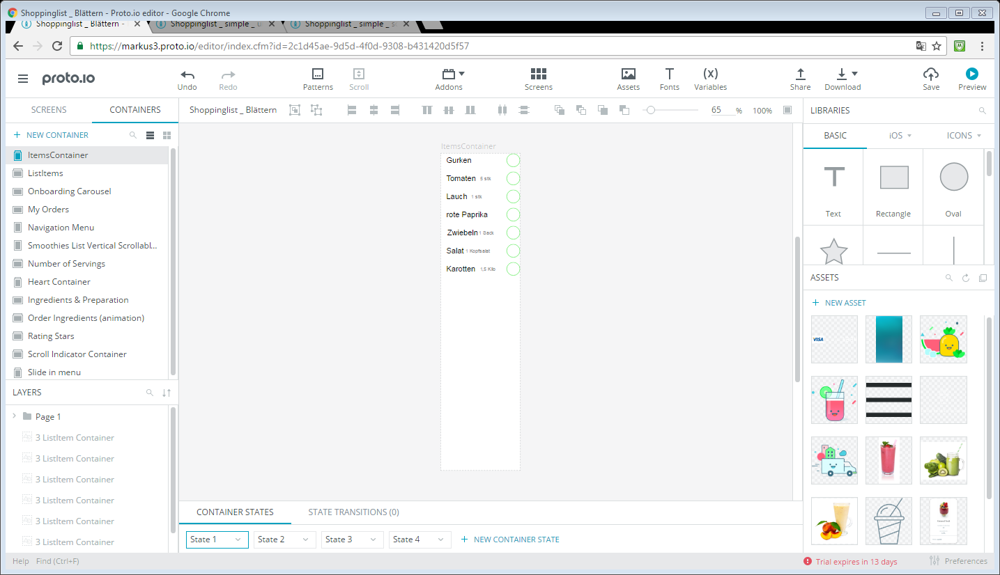 Shoppinglist _ Blättern - Proto.io editor - Google Chrome
Shoppinglist _ Blättern - Shoppinglist _ simple _ u Shoppinglist _ simple _ s
https://markus3.proto.io/editor/index.cfm?id=2c1d45ae-9d5d-4f0d-9308-b431420d5f57
proto.io
Undo Redo Patterns Scroll Addons Screens Assets Fonts Variables Share Download Save Preview
SCREENS CONTAINERS Shoppinglist _ Blättern 65 % 100% LIBRARIES
NEW CONTAINER
BASIC iOS ICONS
ItemsContainer
ListItems
Onboarding Carousel
My Orders
Navigation Menu
Smoothies List Vertical Scrollabl...
Number of Servings
Heart Container
Ingredients & Preparation
Order Ingredients (animation)
Rating Stars
Scroll Indicator Container
Slide in menu
LAYERS
Page 1
3 ListItem Container
3 ListItem Container
3 ListItem Container
3 ListItem Container
3 ListItem Container
3 ListItem Container
ItemsContainer
Gurken
Tomaten 5 stk
Lauch 1 stk
rote Paprika
Zwiebeln 1 Sack
Salat 1 Kopfsalat
Karotten 1,5 Kilo
CONTAINER STATES STATE TRANSITIONS (0)
State 1 State 2 State 3 State 4 + NEW CONTAINER STATE
Text Rectangle Oval
ASSETS
+ NEW ASSET
VISA
Help Find (Ctrl+F)
Trial expires in 13 days Preferences